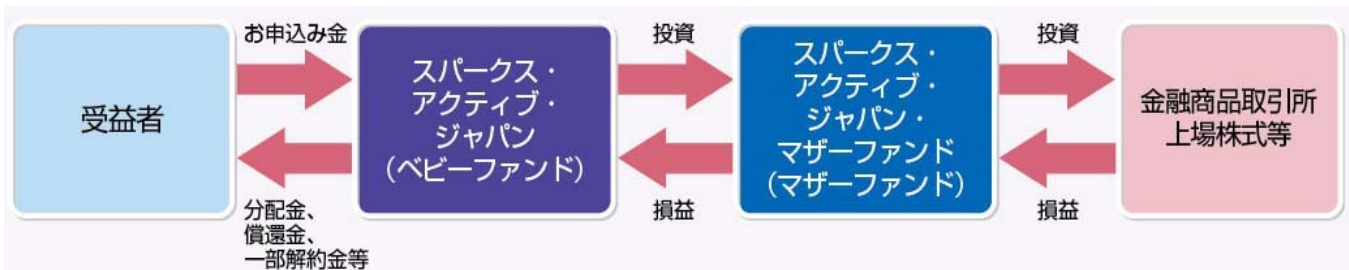 お申込み金
投資
投資
受益者
スパークス・
アクティブ・
ジャパン
(ベビーファンド)
スパークス・
アクティブ・
ジャパン・
マザーファンド
(マザーファンド)
金融商品取引所
上場株式等
分配金、
償還金、
一部解約金等
損益
損益